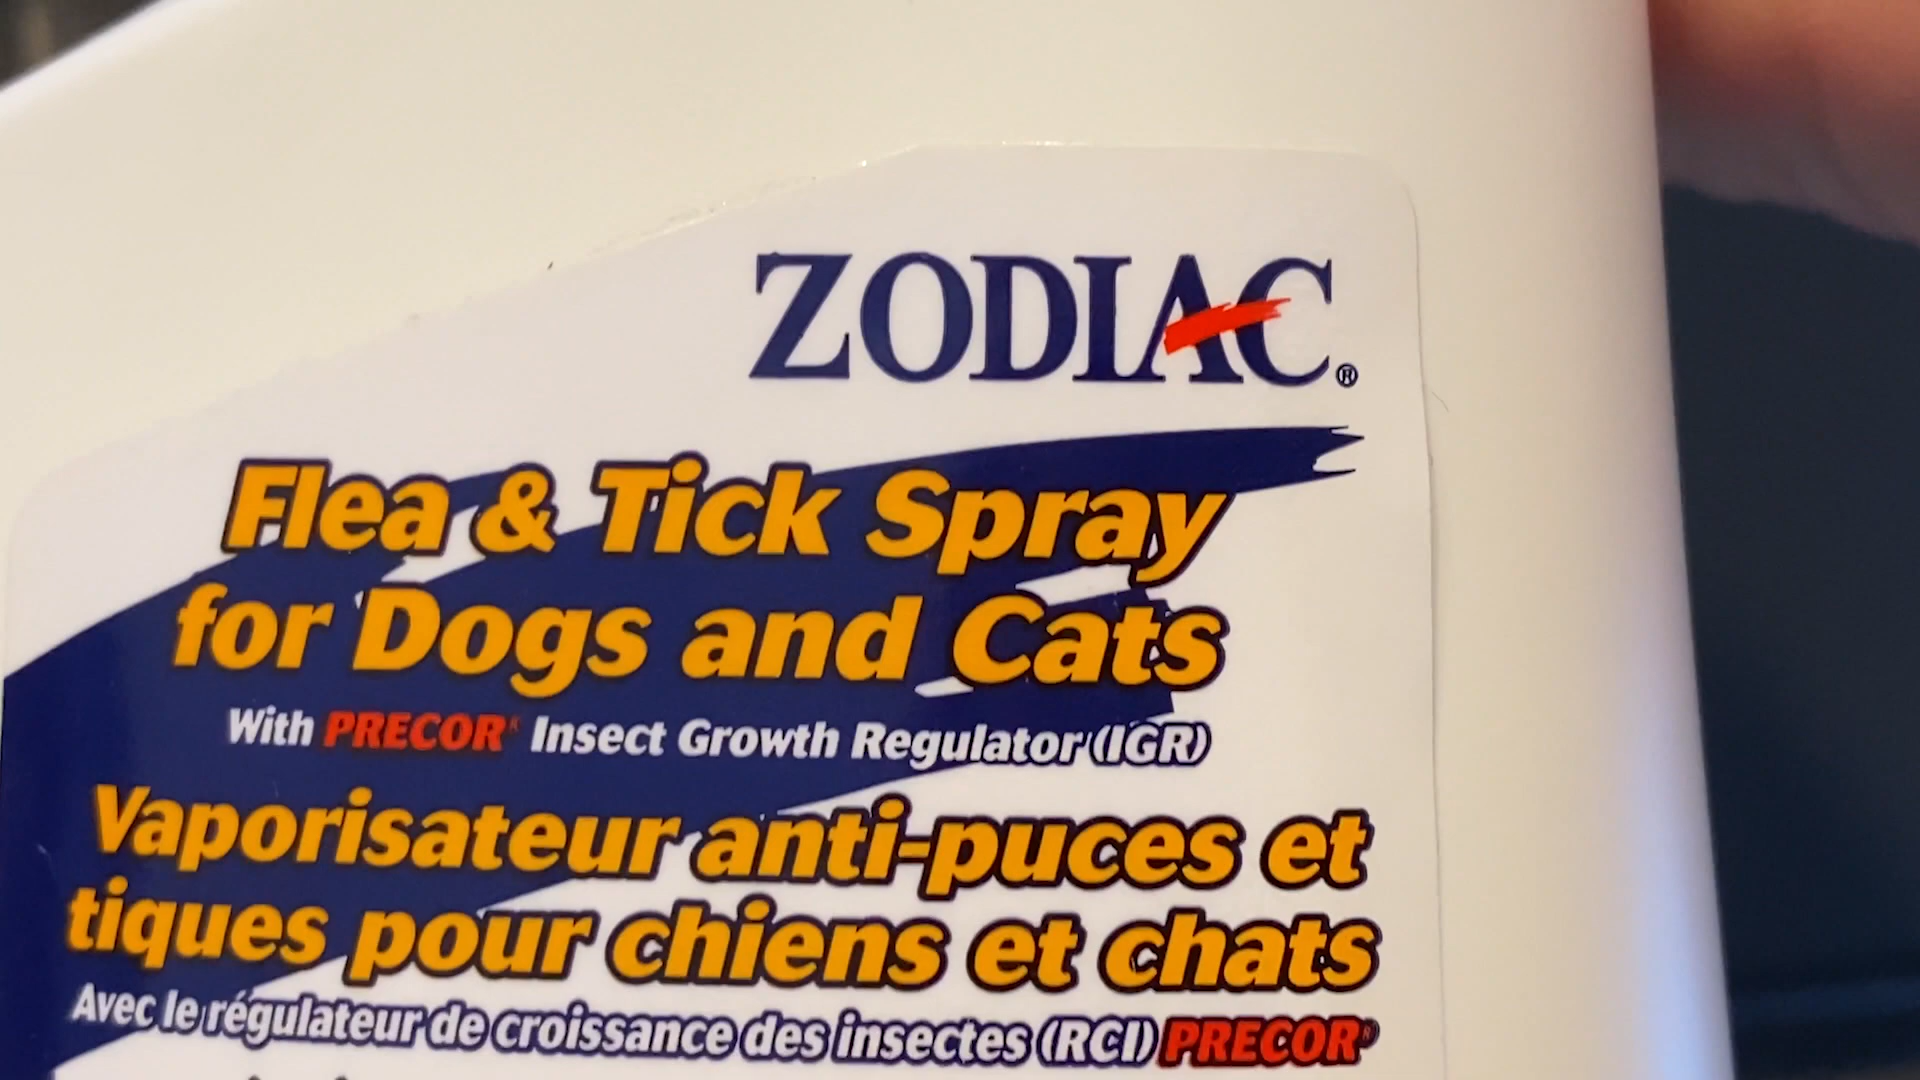 ZODIAC®
Flea & Tick Spray
for Dogs and Cats
With PRECOR® Insect Growth Regulator (IGR)
Vaporisateur anti-puces et
tiques pour chiens et chats
Avec le régulateur de croissance des insectes (RCI) PRECOR®